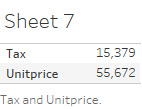 Sheet 7
Tax 15,379
Unitprice 55,672
Tax and Unitprice.